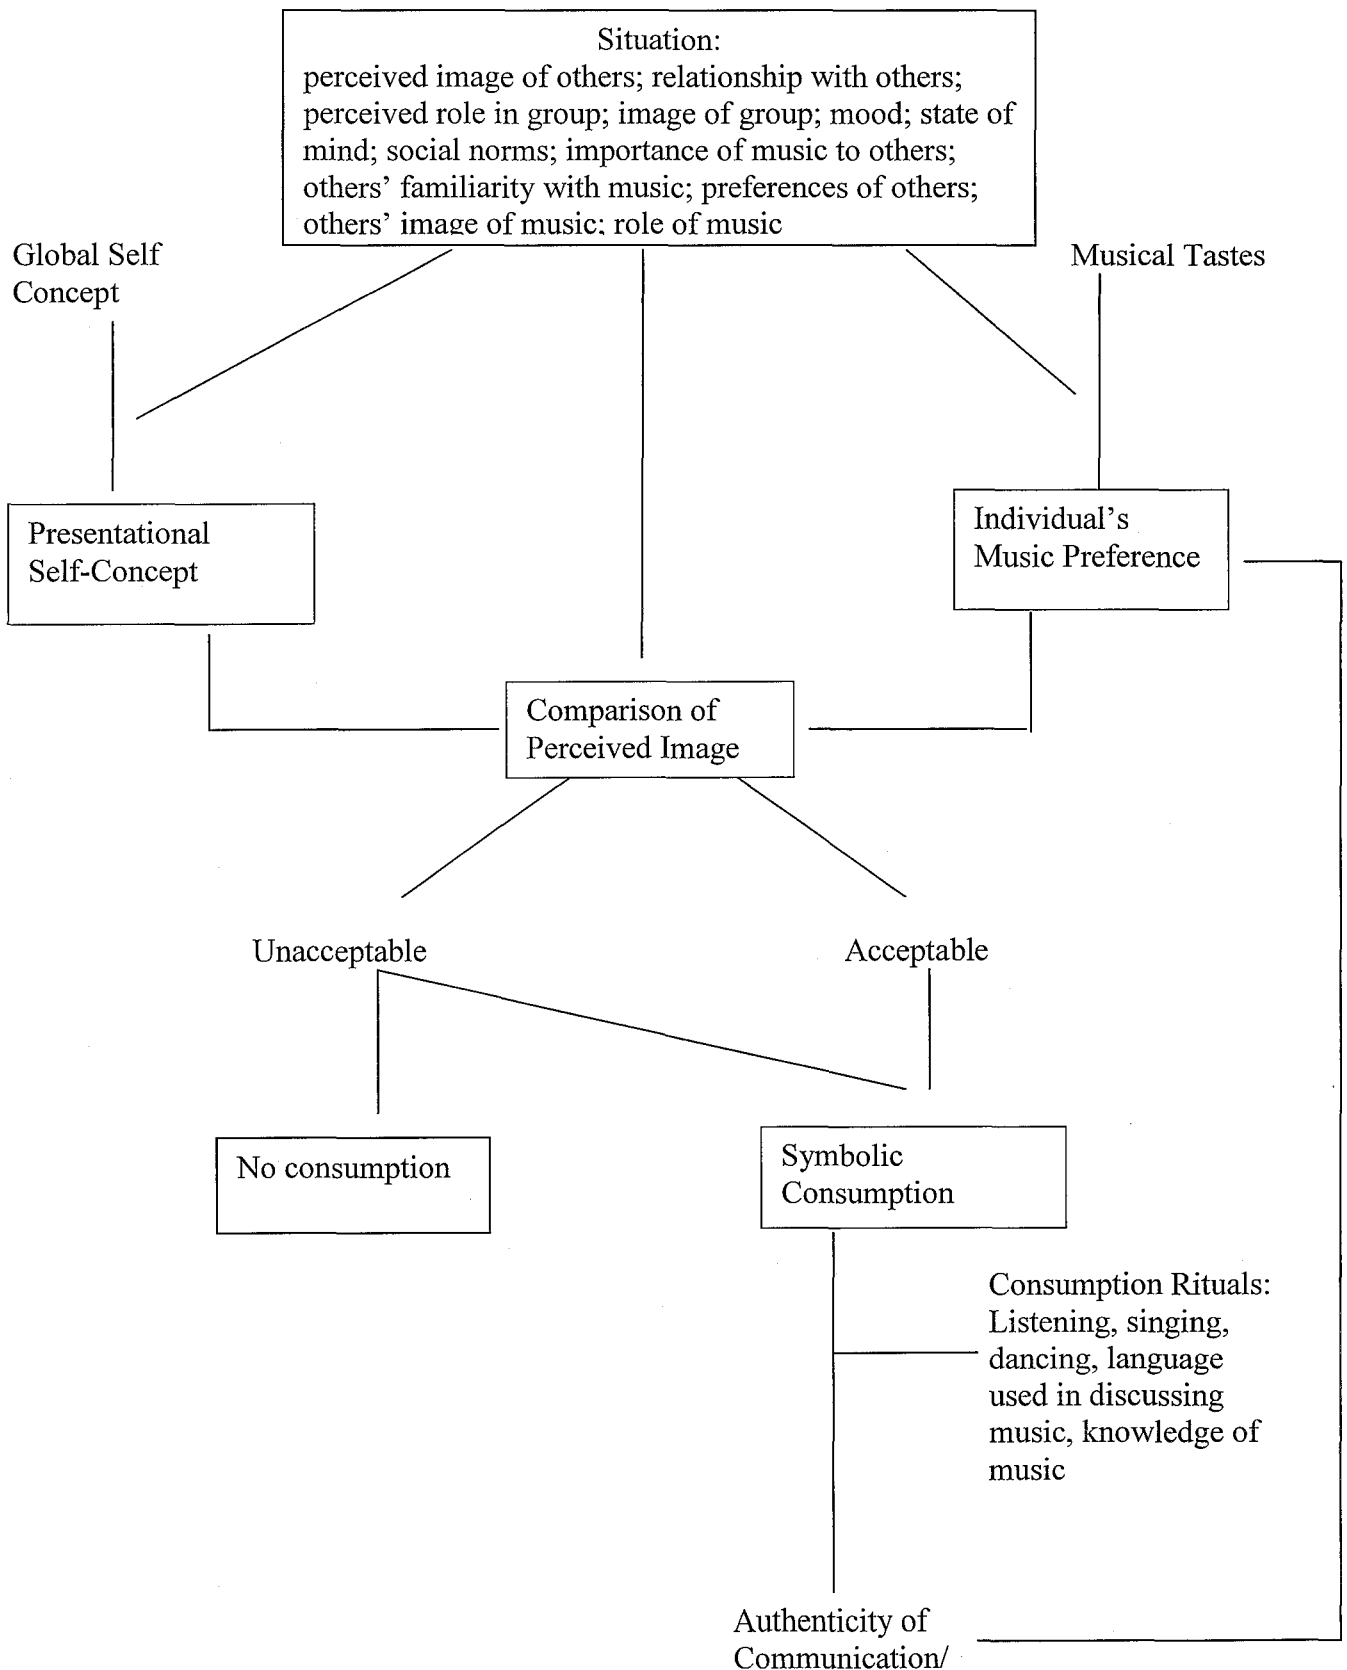 Situation:
perceived image of others; relationship with others;
perceived role in group; image of group; mood; state of
mind; social norms; importance of music to others;
others’ familiarity with music; preferences of others;
others’ image of music; role of music
Global Self
Concept
Musical Tastes
Presentational
Self-Concept
Individual’s
Music Preference
Comparison of
Perceived Image
Unacceptable
Acceptable
No consumption
Symbolic
Consumption
Consumption Rituals:
Listening, singing,
dancing, language
used in discussing
music, knowledge of
music
Authenticity of
Communication/